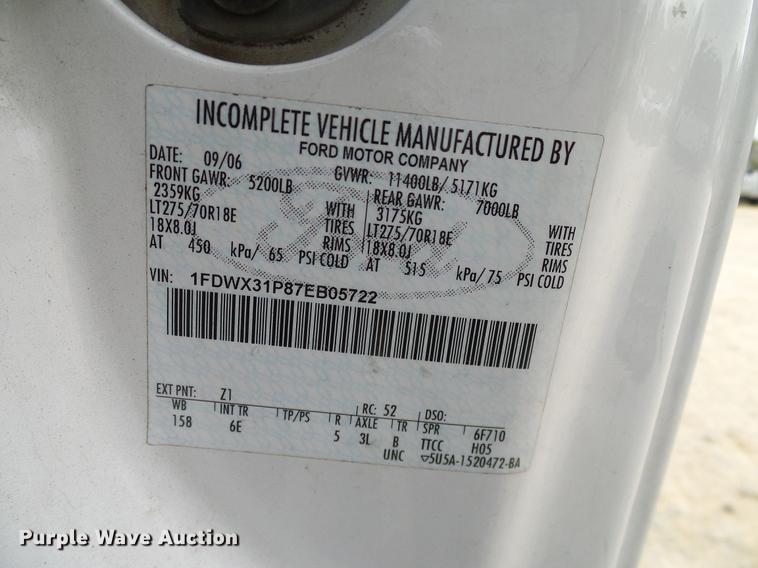 INCOMPLETE VEHICLE MANUFACTURED BY
FORD MOTOR COMPANY
DATE: 09/06 GVWR: 11400LB/ 5171KG
FRONT GAWR: 5200LB REAR GAWR: 7000LB
2359KG WITH 3175KG WITH
LT275/70R18E TIRES LT275/70R18E TIRES
18X8.0J RIMS 18X8.0J RIMS
AT 450 kPa/ 65 PSI COLD AT 515 kPa/ 75 PSI COLD
VIN: 1FDWX31P87EB05722
EXT PNT: Z1 RC: 52 DSO:
WB INT TR TP/PS R AXLE TR SPR 6F710
158 6E 5 3L B TTCC H05
UNC 5U5A-1520472-BA
Purple Wave Auction